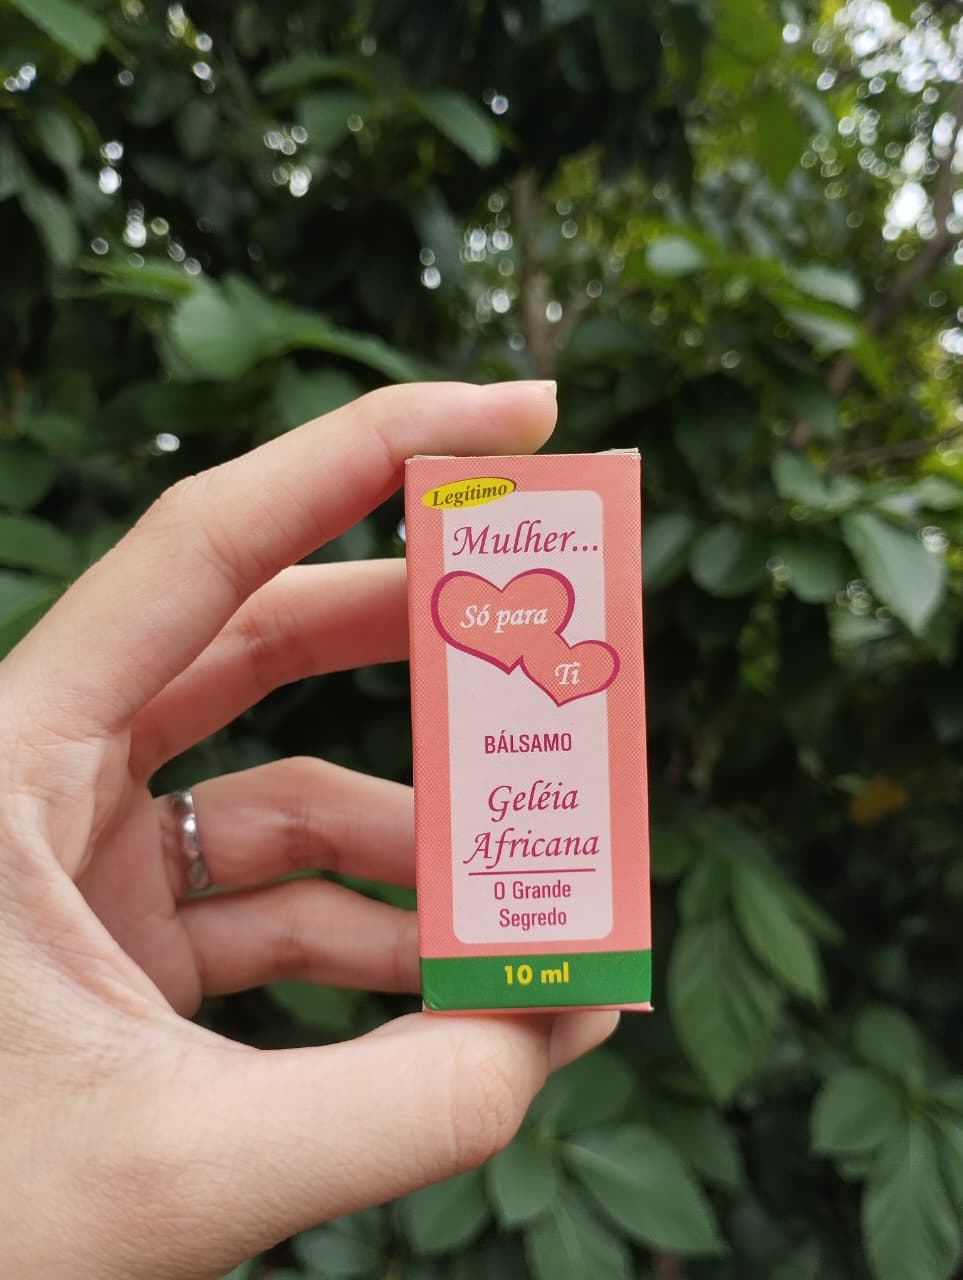 Legítimo
Mulher...
Só para
Ti
BÁLSAMO
Geléia
Africana
O Grande
Segredo
10 ml